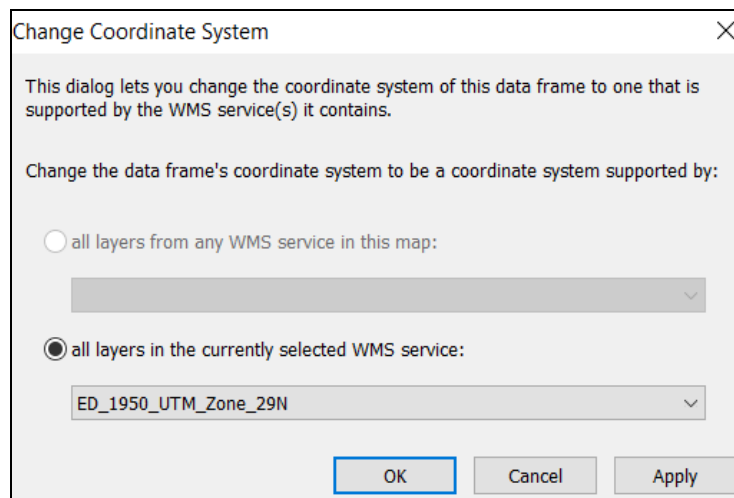 Change Coordinate System
This dialog lets you change the coordinate system of this data frame to one that is
supported by the WMS service(s) it contains.
Change the data frame's coordinate system to be a coordinate system supported by:
all layers from any WMS service in this map:
all layers in the currently selected WMS service:
ED_1950_UTM_Zone_29N
OK Cancel Apply